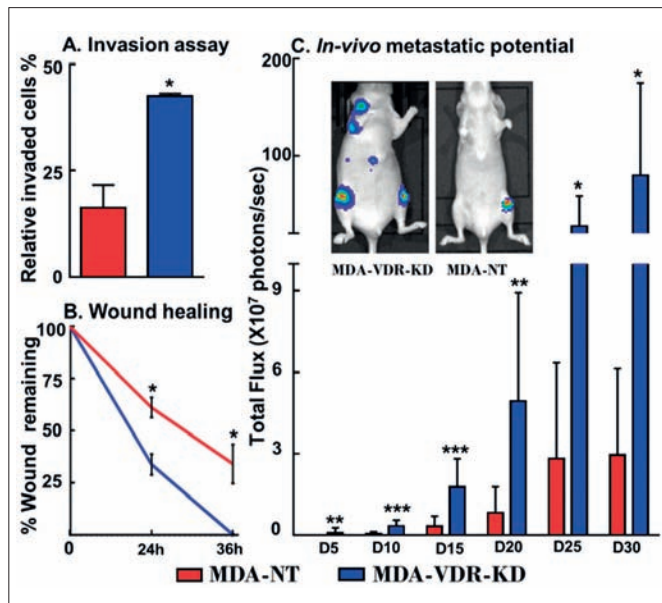 A. Invasion assay
Relative invaded cells %
50
25
0
*
B. Wound healing
% Wound remaining
100
75
50
25
*
*
0 24h 36h
C. In-vivo metastatic potential
Total Flux (X10⁷ photons/sec)
200
100
9
6
3
0
MDA-VDR-KD MDA-NT
** *** *** ** * *
D5 D10 D15 D20 D25 D30
MDA-NT MDA-VDR-KD